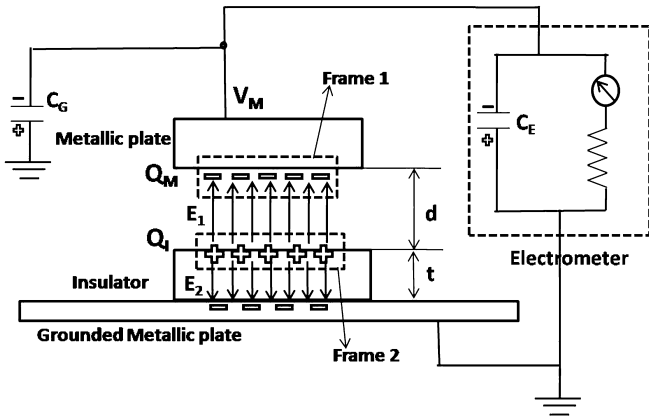 C_G
V_M
Frame 1
Metallic plate
Q_M
C_E
E_1
d
Q_I
Electrometer
Insulator
E_2
t
Grounded Metallic plate
Frame 2